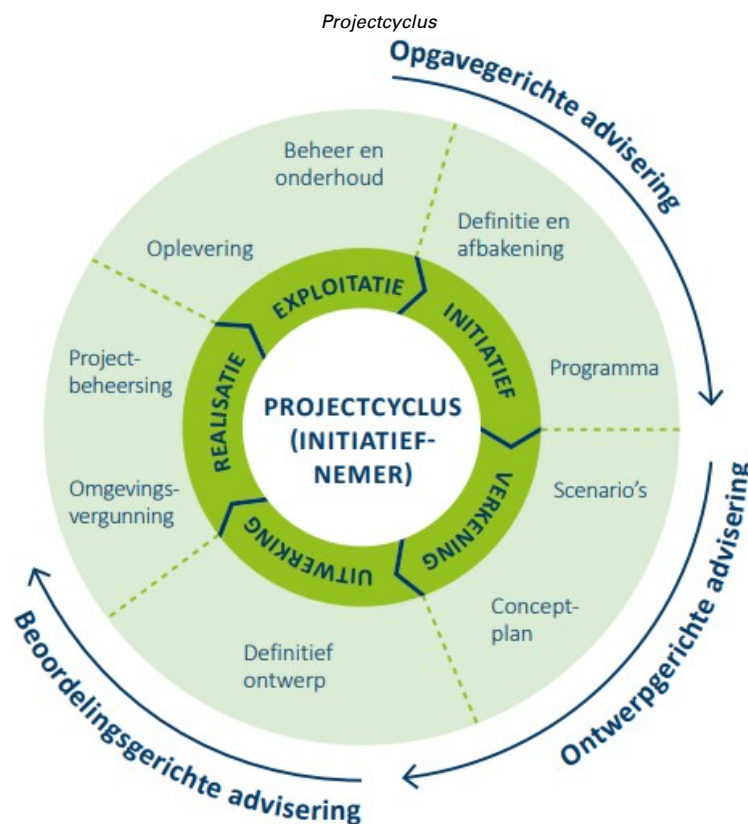 Projectcyclus
Opgavegerichte advisering
Beheer en
onderhoud
Definitie en
afbakening
Oplevering
EXPLOITATIE
INITIATIEF
Project-
beheersing
Programma
REALISATIE
PROJECTCYCLUS
(INITIATIEF-
NEMER)
Omgevings-
vergunning
Scenario’s
VERKENING
UITWERKING
Concept-
plan
Definitief
ontwerp
Ontwerpgerichte advisering
Beoordelingsgerichte advisering